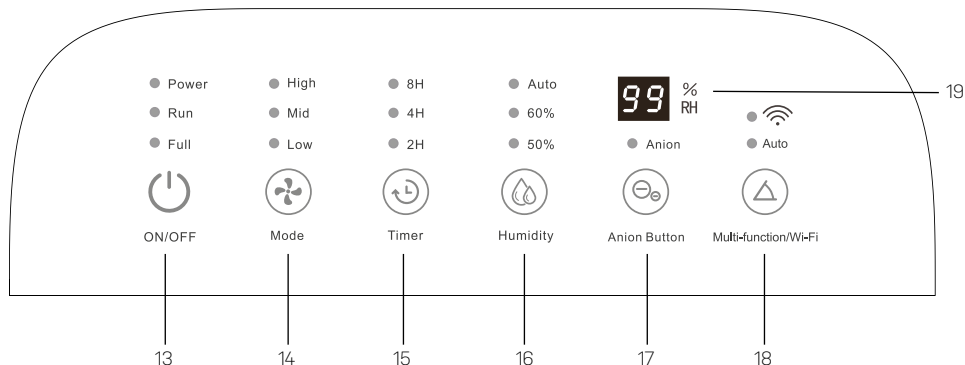 Power High 8H Auto 99 % RH 19
Run Mid 4H 60%
Full Low 2H 50% Anion Auto
ON/OFF Mode Timer Humidity Anion Button Multi-function/Wi-Fi
13 14 15 16 17 18